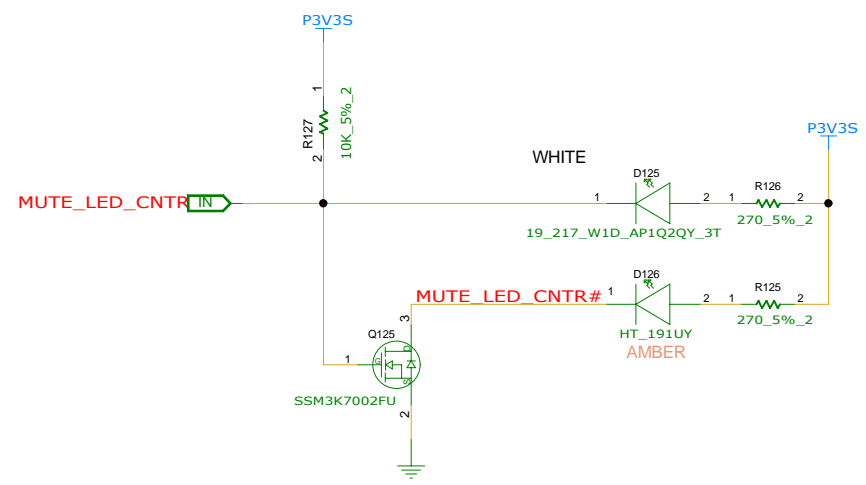 P3V3S
1
R127
10K_5%_2
2
P3V3S
WHITE
D125
MUTE_LED_CNTR
IN
1
2
1
R126
2
19_217_W1D_AP1Q2QY_3T
270_5%_2
D126
MUTE_LED_CNTR#
1
2
1
R125
2
HT_191UY
270_5%_2
AMBER
3
Q125
D
1
G
S
SSM3K7002FU
2